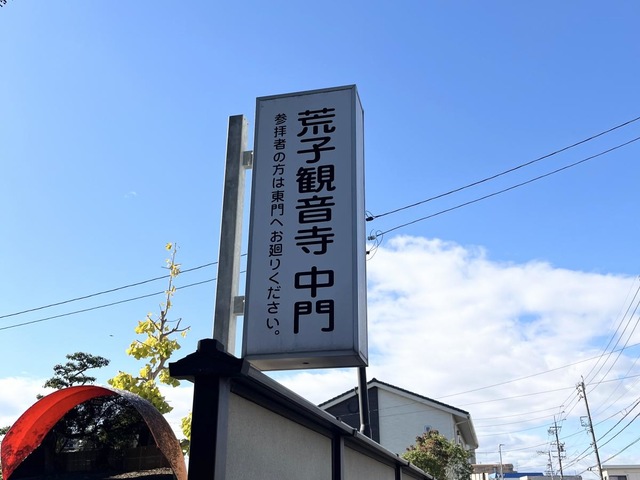 荒子観音寺 中門
参拝者の方は東門へお廻りください。